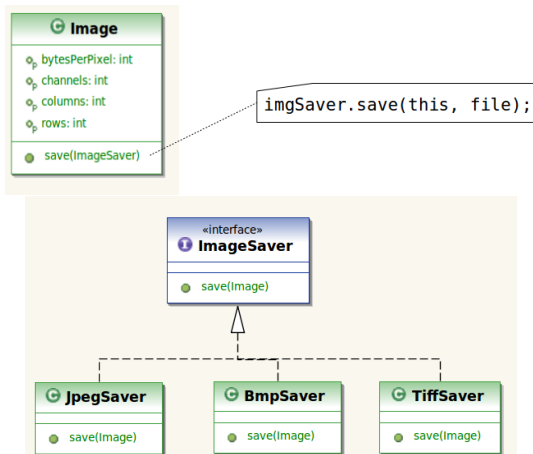 Image
bytesPerPixel: int
channels: int
columns: int
rows: int
save(ImageSaver)
imgSaver.save(this, file);
«interface»
ImageSaver
save(Image)
JpegSaver
save(Image)
BmpSaver
save(Image)
TiffSaver
save(Image)